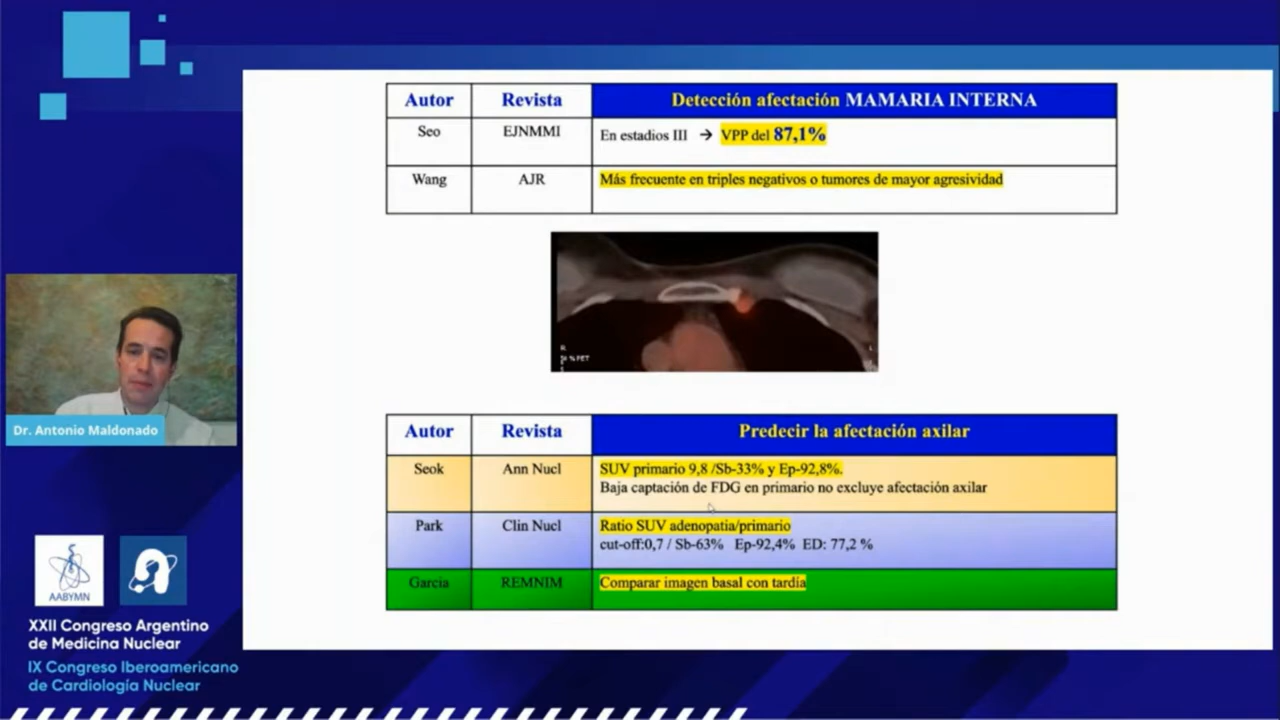 Autor Revista Detección afectación MAMARIA INTERNA
Seo EJNMMI En estadios III → VPP del 87,1%
Wang AJR Más frecuente en triples negativos o tumores de mayor agresividad
R
L
% PET
Autor Revista Predecir la afectación axilar
Seok Ann Nucl SUV primario 9,8 /Sb-33% y Ep-92,8%.
Baja captación de FDG en primario no excluye afectación axilar
Park Clin Nucl Ratio SUV adenopatía/primario
cut-off:0,7 / Sb-63% Ep-92,4% ED: 77,2 %
García REMNIM Comparar imagen basal con tardía
Dr. Antonio Maldonado
AABYMN
XXII Congreso Argentino
de Medicina Nuclear
IX Congreso Iberoamericano
de Cardiología Nuclear